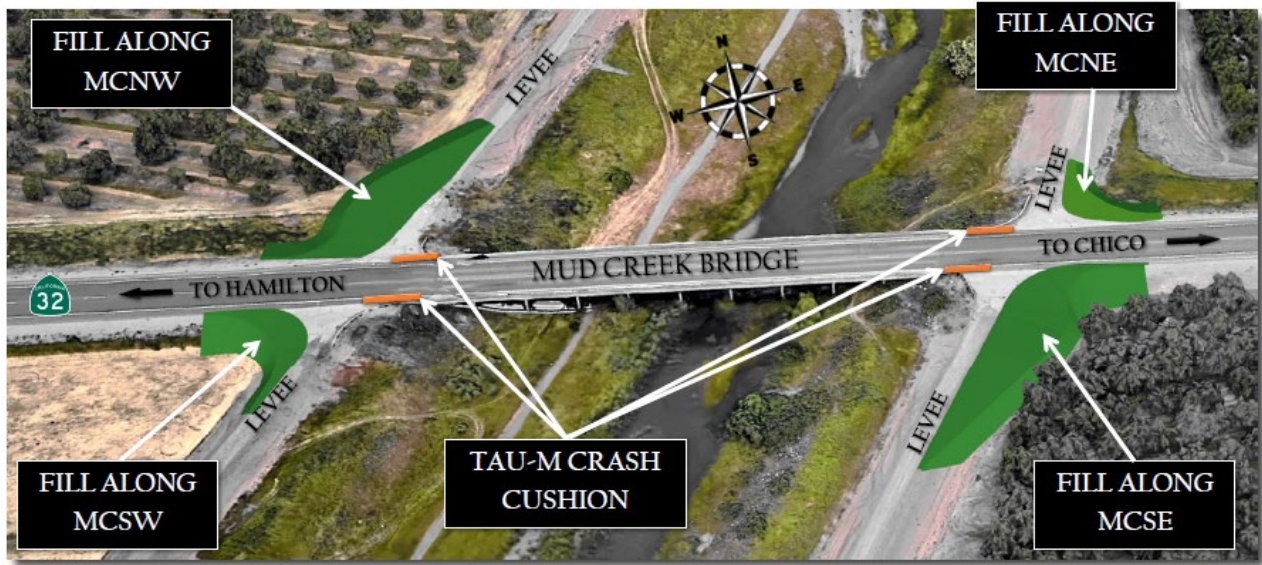 FILL ALONG
MCNW
LEVEE
N
W
E
S
FILL ALONG
MCNE
LEVEE
CALIFORNIA
32
TO HAMILTON
MUD CREEK BRIDGE
TO CHICO
LEVEE
LEVEE
FILL ALONG
MCSW
TAU-M CRASH
CUSHION
FILL ALONG
MCSE